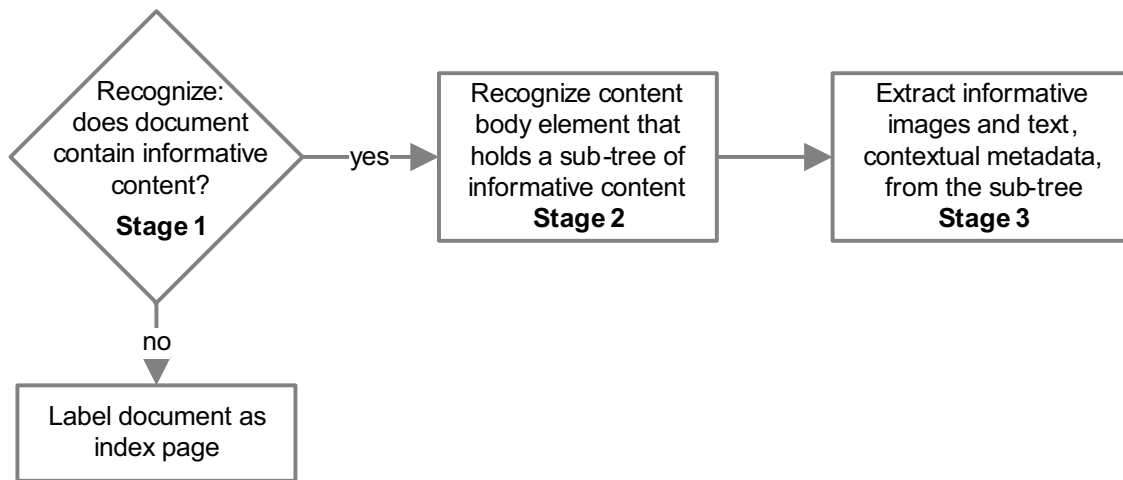 Recognize:
does document
contain informative
content?
Stage 1
yes
Recognize content
body element that
holds a sub-tree of
informative content
Stage 2
Extract informative
images and text,
contextual metadata,
from the sub-tree
Stage 3
no
Label document as
index page